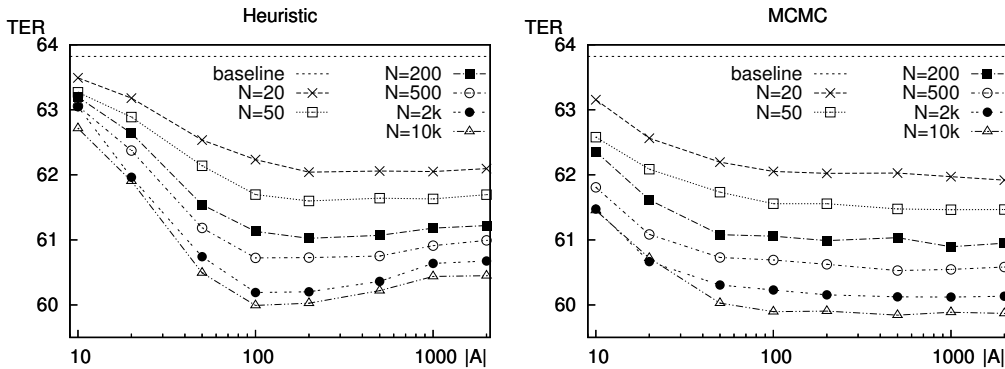 Heuristic
TER
64
63
62
61
60
10
100
1000 |A|
baseline
N=20
N=50
N=200
N=500
N=2k
N=10k
MCMC
TER
64
63
62
61
60
10
100
1000 |A|
baseline
N=20
N=50
N=200
N=500
N=2k
N=10k